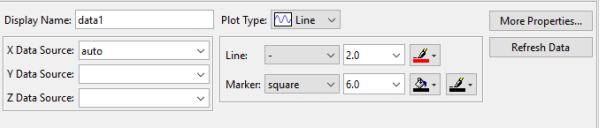 Display Name: data1 Plot Type: Line More Properties...
X Data Source: auto Line: - 2.0 Refresh Data
Y Data Source: Marker: square 6.0
Z Data Source: